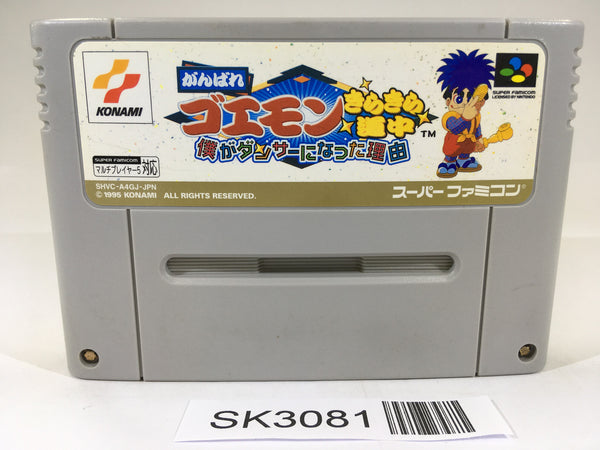 KONAMI
がんばれ
ゴエモン
きらきら
道中
TM
僕がダンサーになった理由
SUPER FAMICOM
LICENSED BY NINTENDO
SUPER FAMICOM
マルチプレイヤー5 対応
SHVC-A4GJ-JPN
© 1995 KONAMI ALL RIGHTS RESERVED.
スーパーファミコン
SK3081